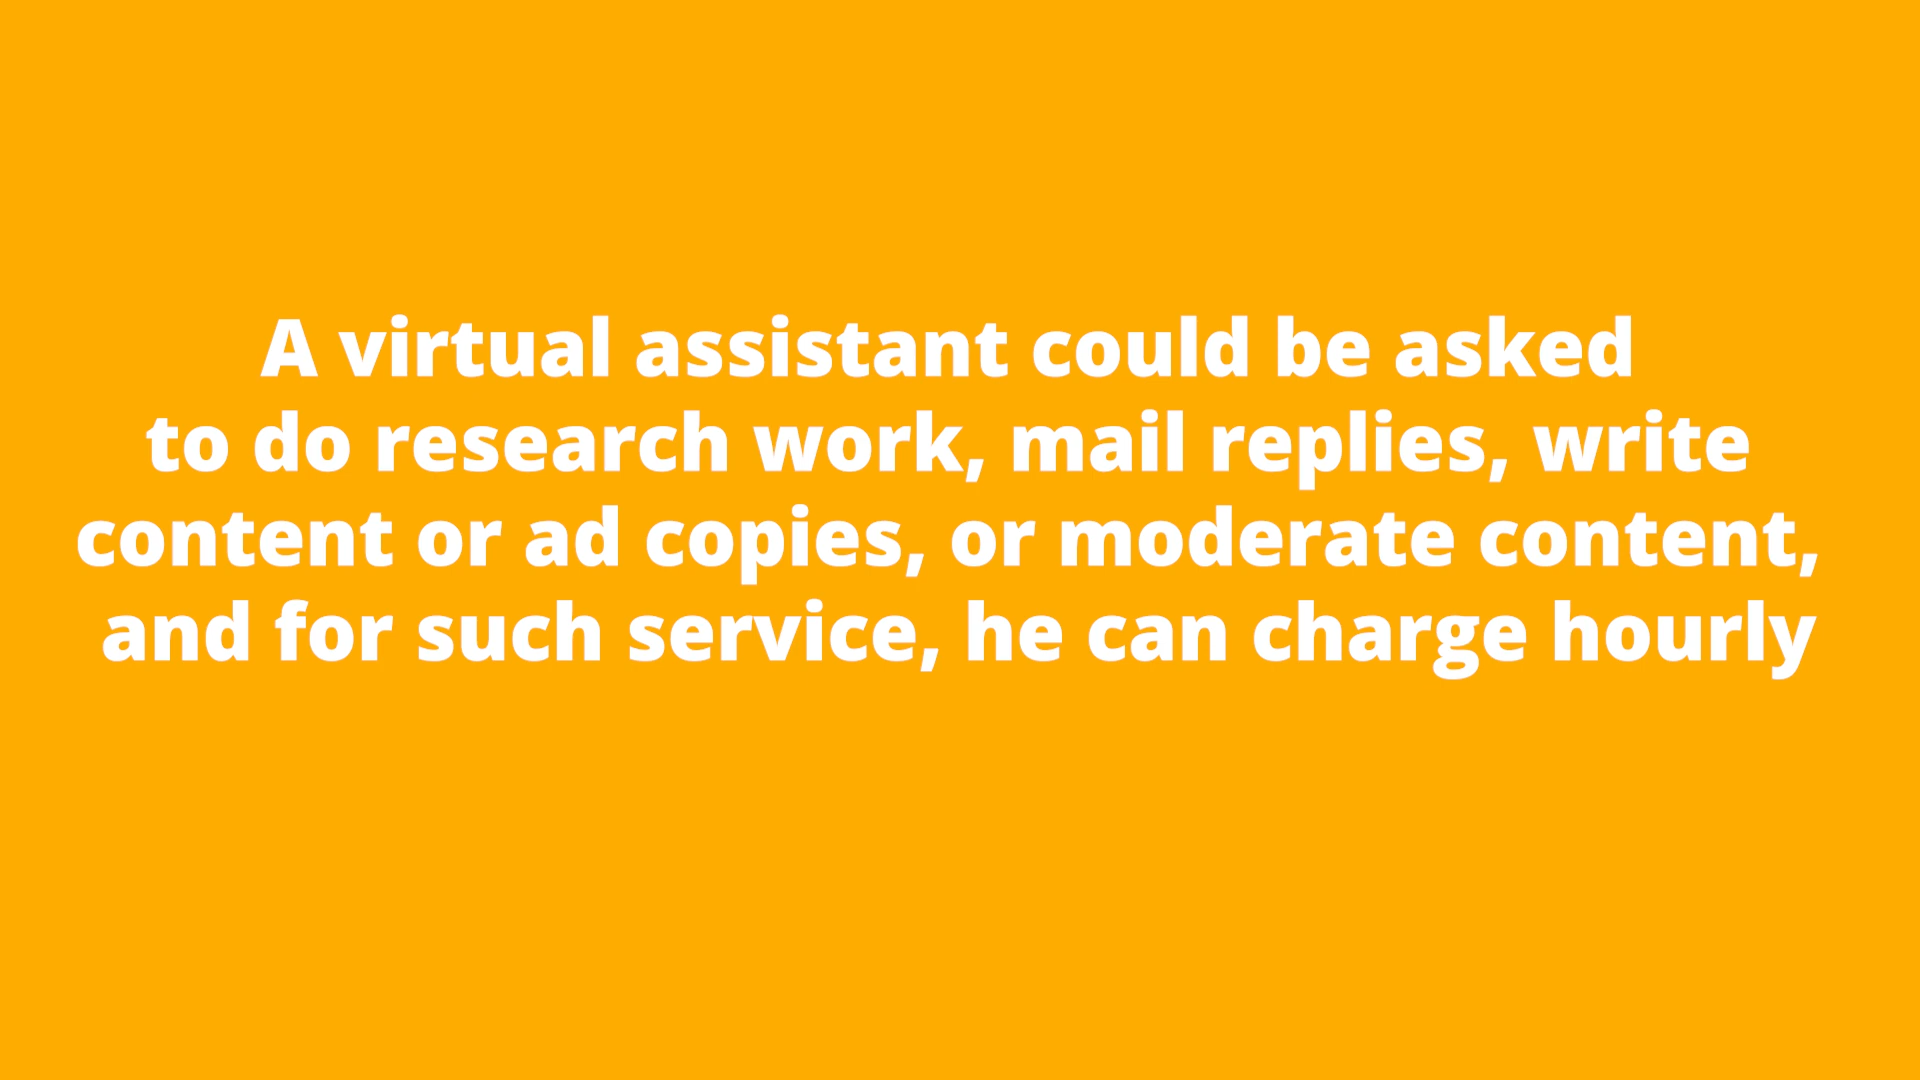 A virtual assistant could be asked
to do research work, mail replies, write
content or ad copies, or moderate content,
and for such service, he can charge hourly